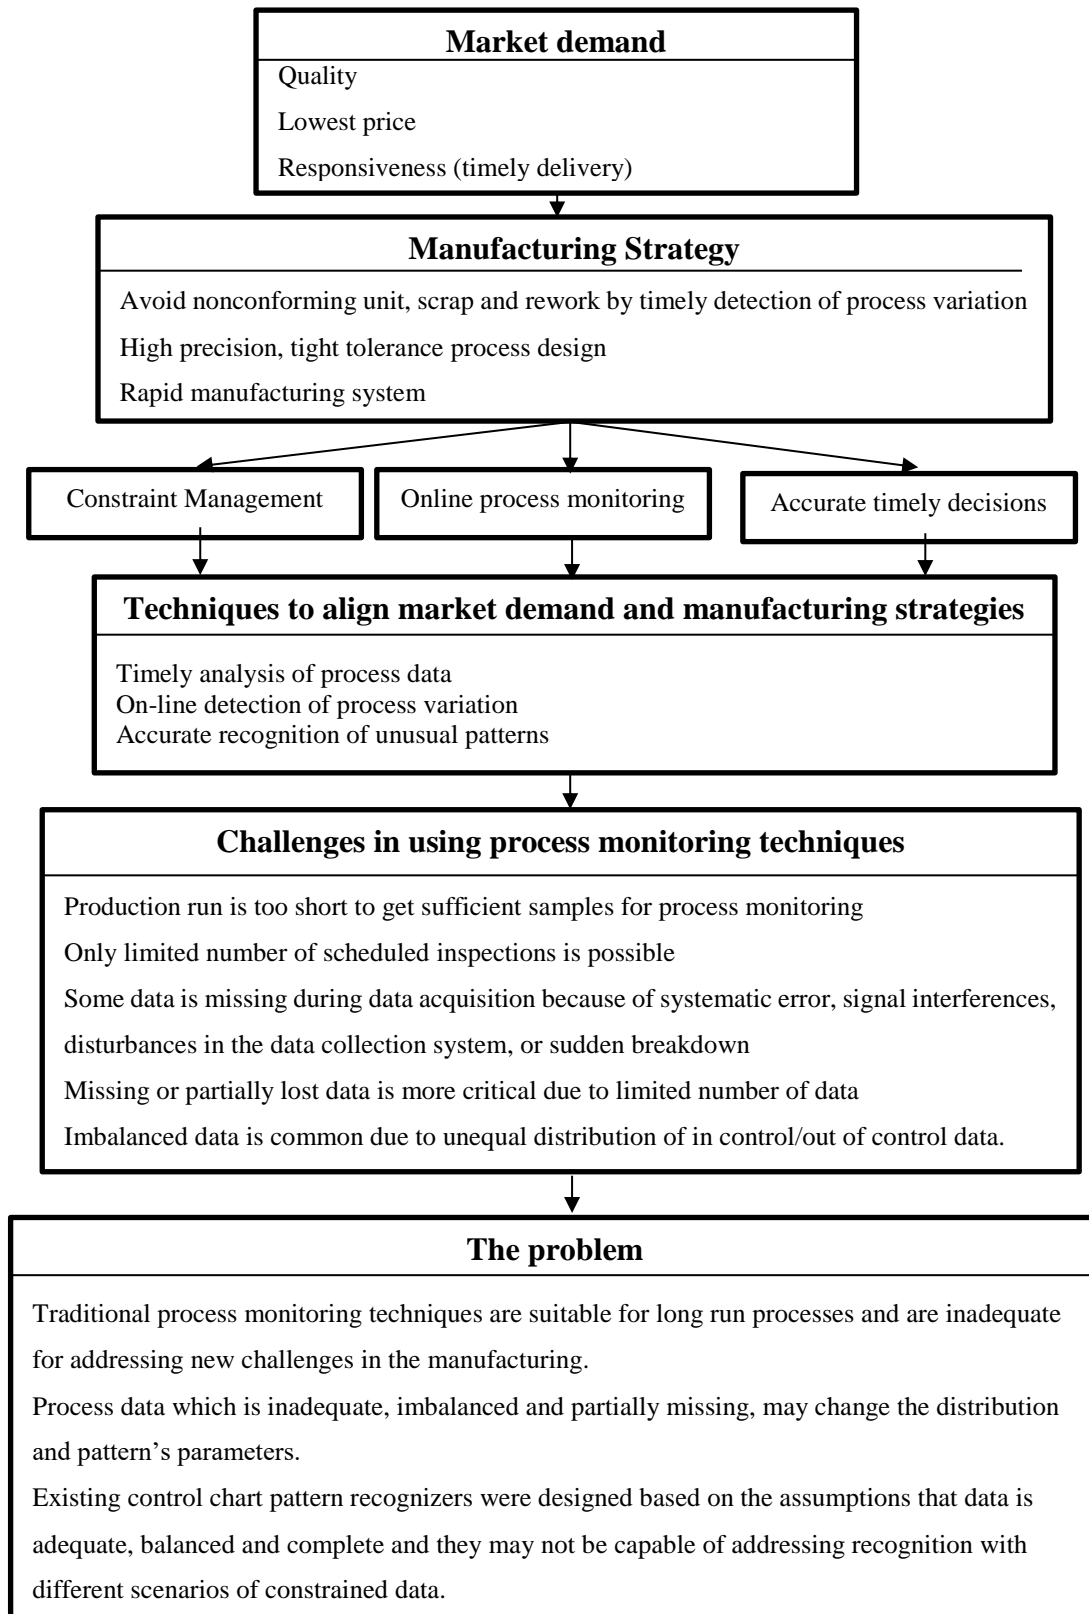 Market demand
Quality
Lowest price
Responsiveness (timely delivery)
Manufacturing Strategy
Avoid nonconforming unit, scrap and rework by timely detection of process variation
High precision, tight tolerance process design
Rapid manufacturing system
Constraint Management
Online process monitoring
Accurate timely decisions
Techniques to align market demand and manufacturing strategies
Timely analysis of process data
On-line detection of process variation
Accurate recognition of unusual patterns
Challenges in using process monitoring techniques
Production run is too short to get sufficient samples for process monitoring
Only limited number of scheduled inspections is possible
Some data is missing during data acquisition because of systematic error, signal interferences,
disturbances in the data collection system, or sudden breakdown
Missing or partially lost data is more critical due to limited number of data
Imbalanced data is common due to unequal distribution of in control/out of control data.
The problem
Traditional process monitoring techniques are suitable for long run processes and are inadequate
for addressing new challenges in the manufacturing.
Process data which is inadequate, imbalanced and partially missing, may change the distribution
and pattern’s parameters.
Existing control chart pattern recognizers were designed based on the assumptions that data is
adequate, balanced and complete and they may not be capable of addressing recognition with
different scenarios of constrained data.